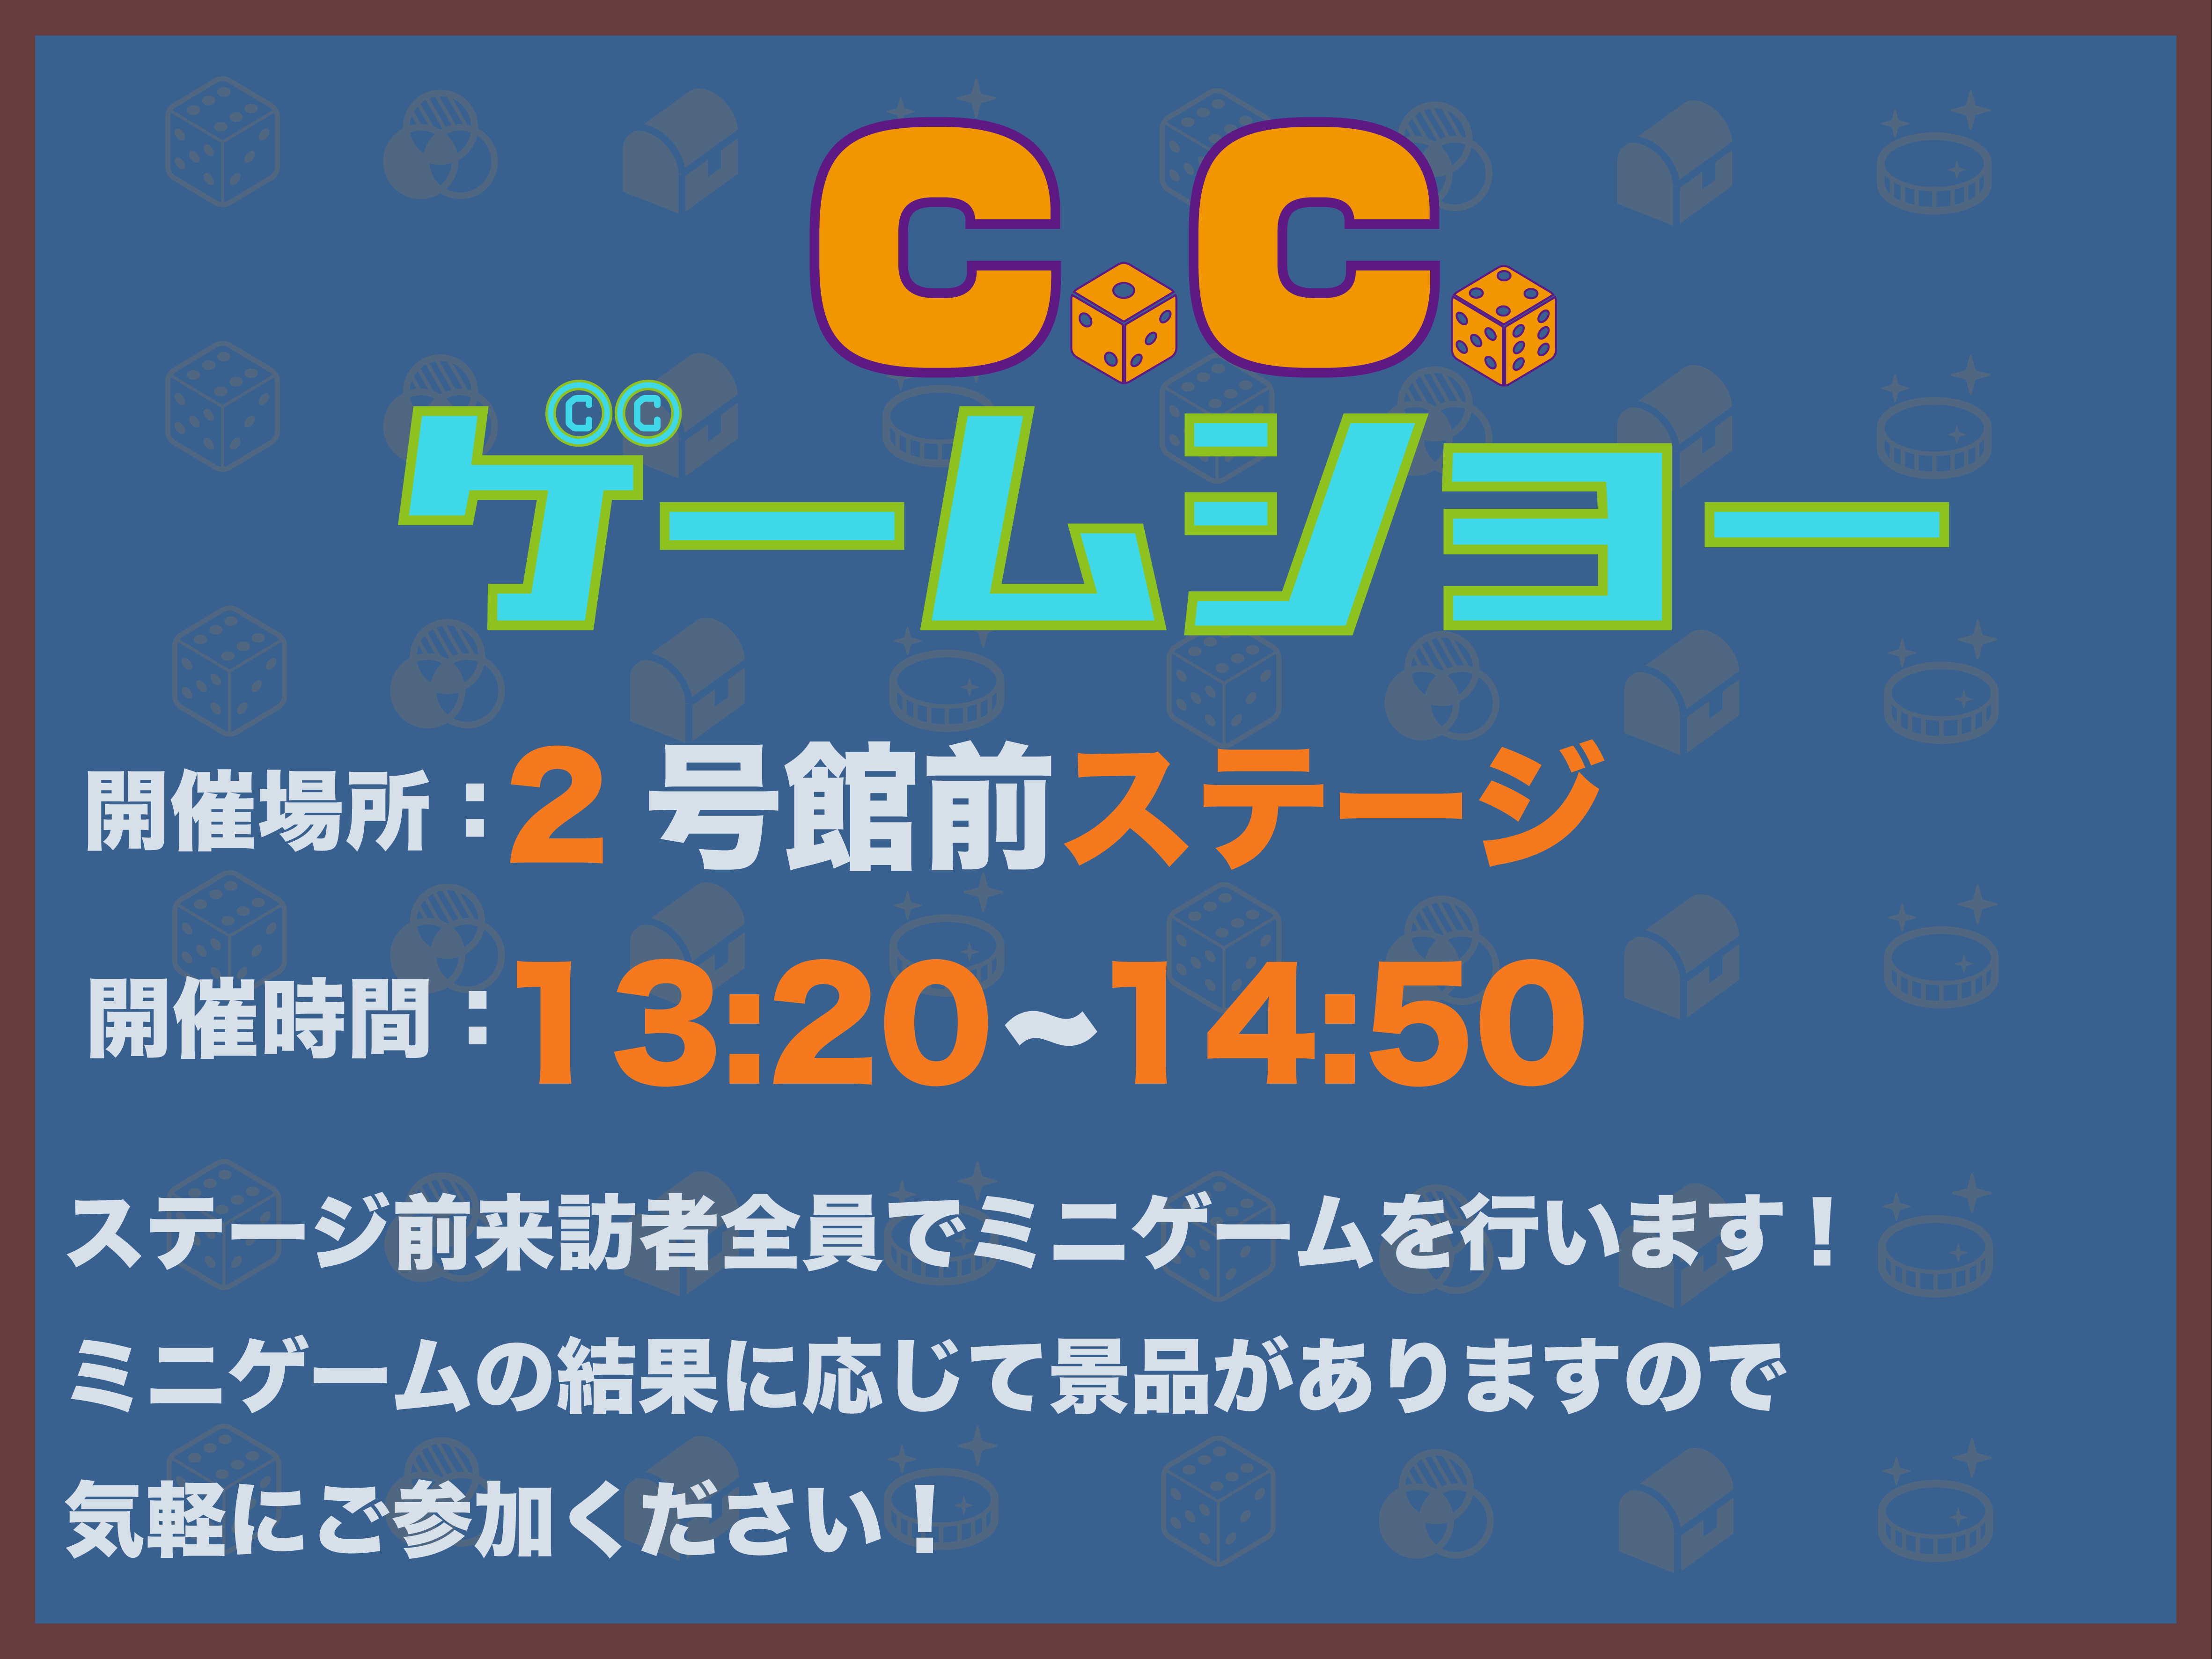 C.C.
ゲームショー
開催場所：2号館前ステージ
開催時間：13:20～14:50
ステージ前来訪者全員でミニゲームを行います！
ミニゲームの結果に応じて景品がありますので
気軽にご参加ください！